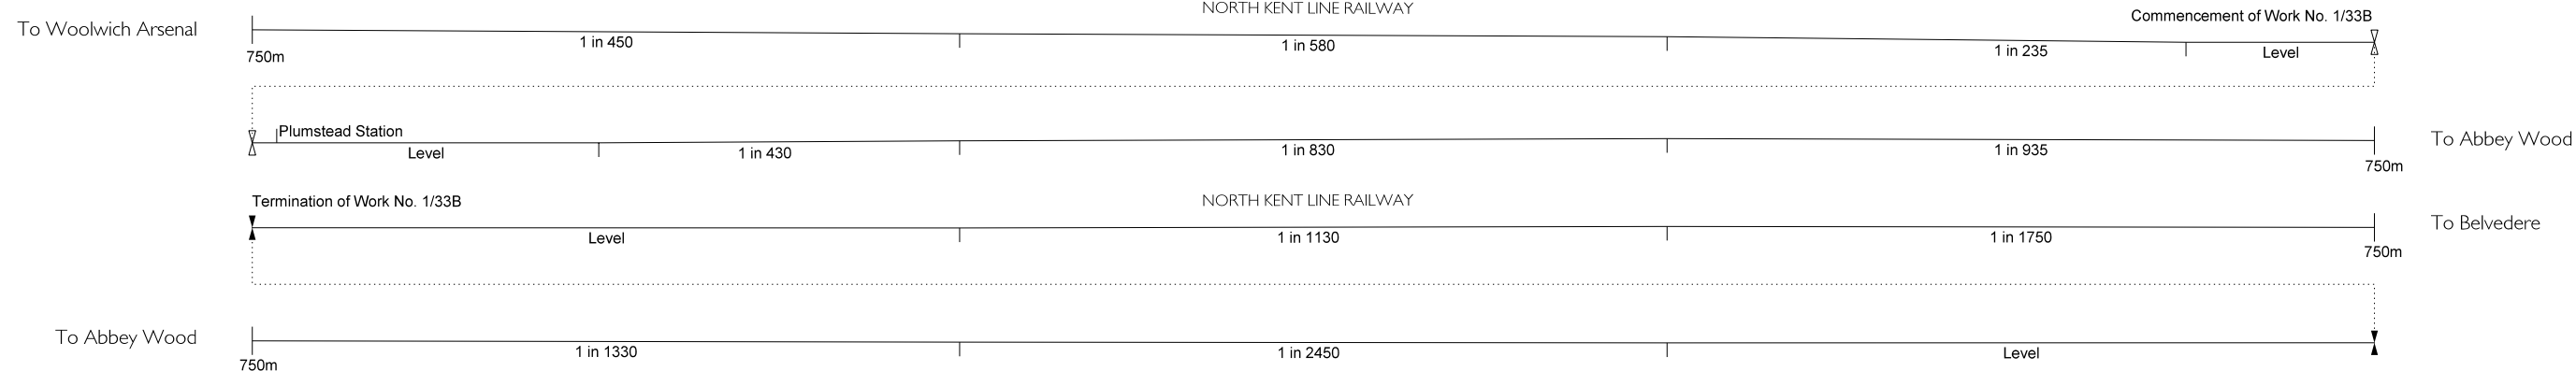 NORTH KENT LINE RAILWAY
Commencement of Work No. 1/33B
To Woolwich Arsenal
1 in 450
1 in 580
1 in 235
Level
750m
Plumstead Station
Level
1 in 430
1 in 830
1 in 935
To Abbey Wood
750m
Termination of Work No. 1/33B
NORTH KENT LINE RAILWAY
To Belvedere
Level
1 in 1130
1 in 1750
750m
To Abbey Wood
1 in 1330
1 in 2450
Level
750m